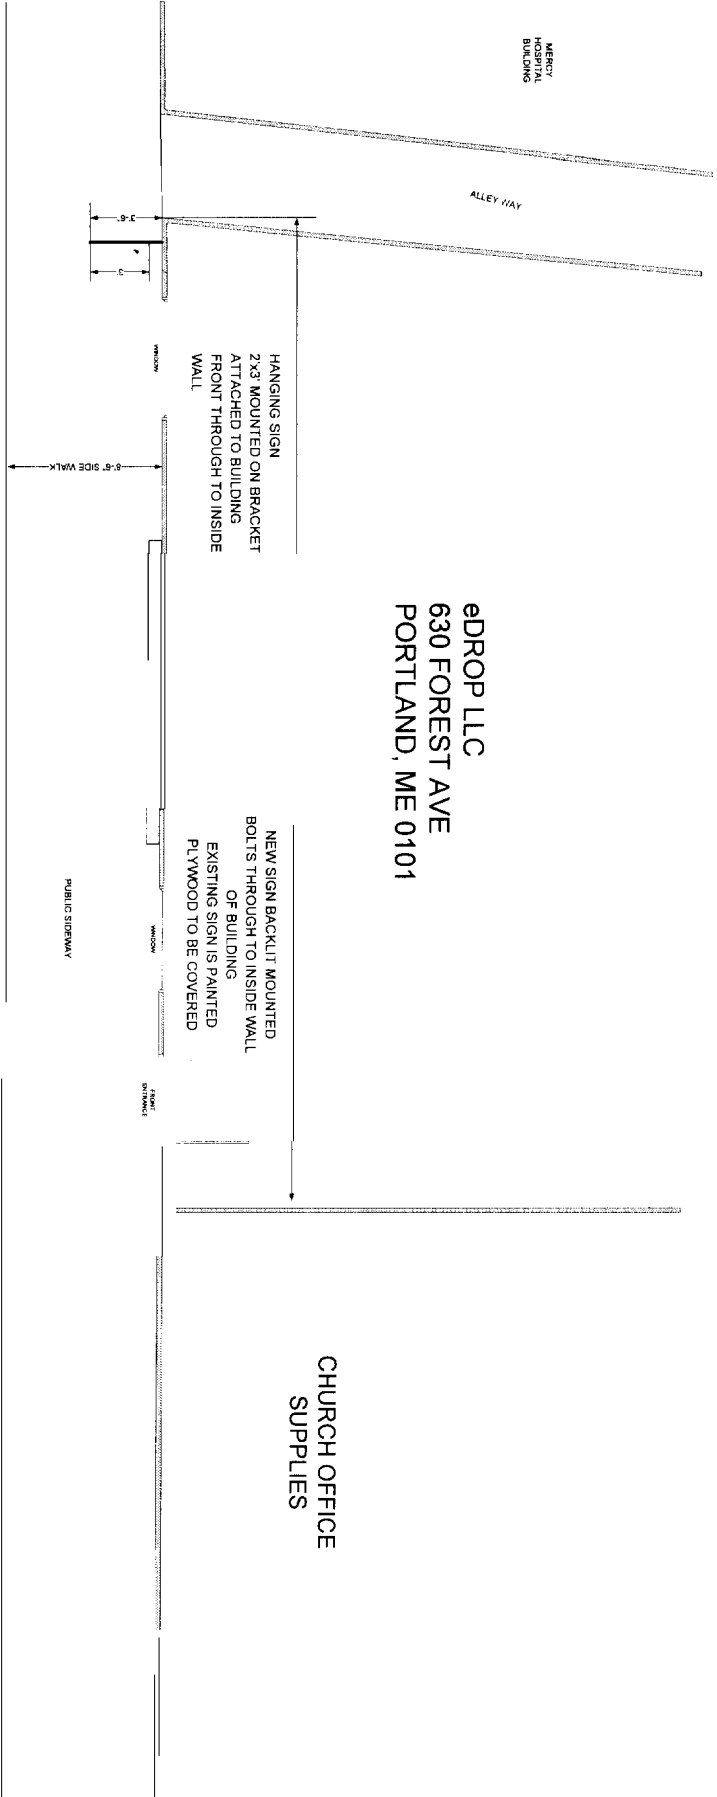 MERCY
HOSPITAL
BUILDING
ALLEY WAY
3'-6"
3'
WINDOW
HANGING SIGN
2'x3' MOUNTED ON BRACKET
ATTACHED TO BUILDING
FRONT THROUGH TO INSIDE
WALL
8'-6" SIDE WALK
eDROP LLC
630 FOREST AVE
PORTLAND, ME 0101
NEW SIGN BACKLIT MOUNTED
BOLTS THROUGH TO INSIDE WALL
OF BUILDING
EXISTING SIGN IS PAINTED
PLYWOOD TO BE COVERED
WINDOW
PUBLIC SIDEWAY
FRONT
ENTRANCE
CHURCH OFFICE
SUPPLIES